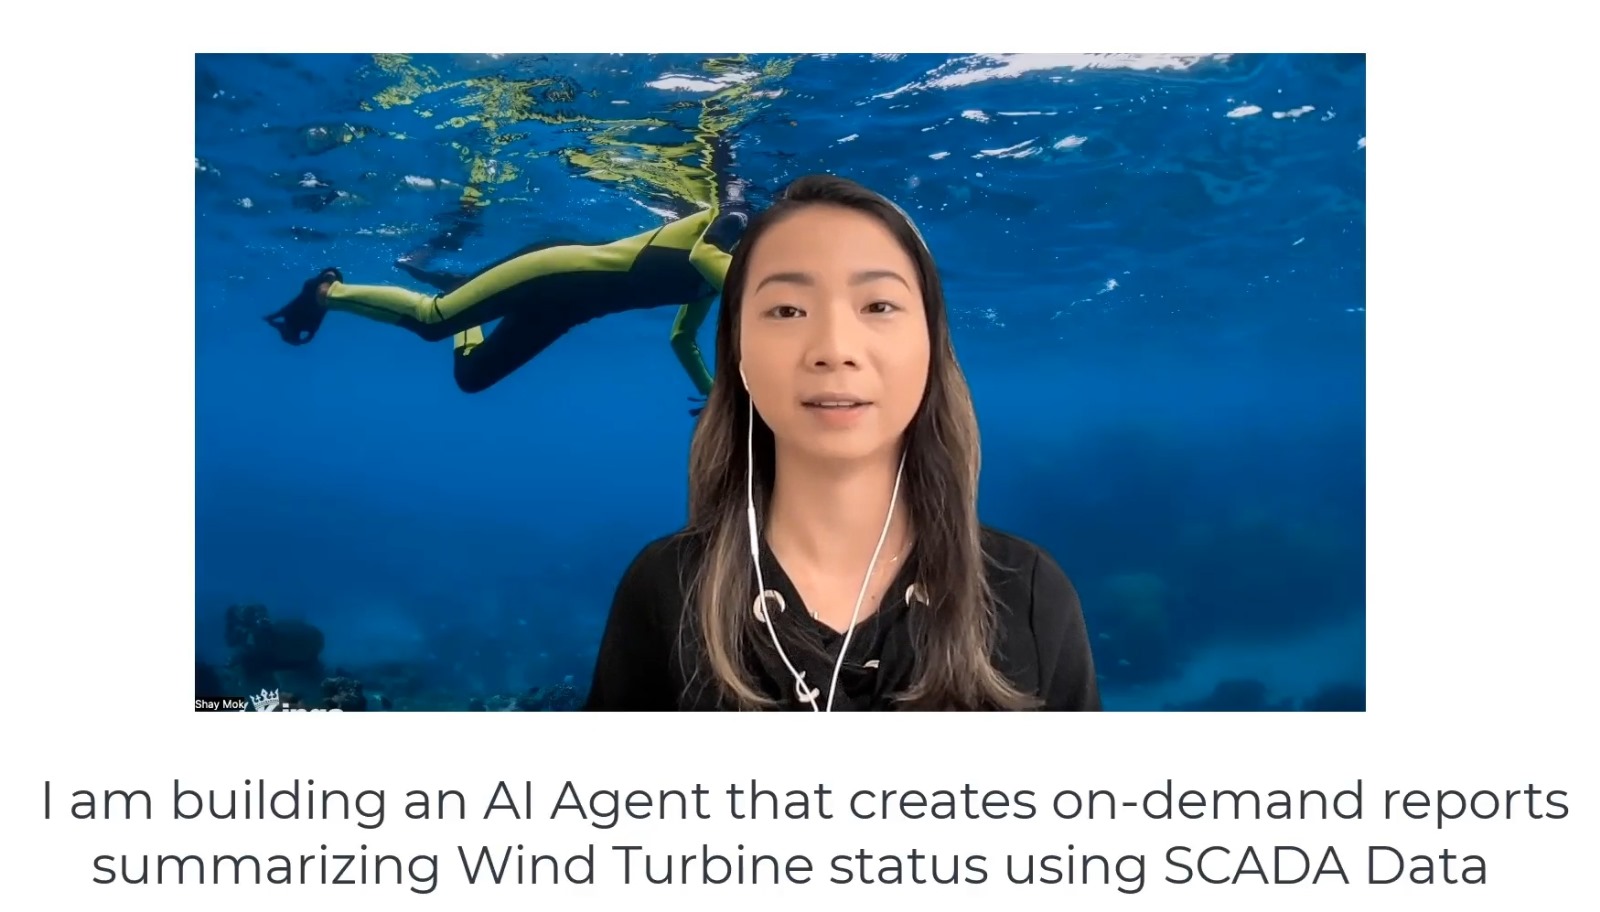 Shay Mok
I am building an AI Agent that creates on-demand reports
summarizing Wind Turbine status using SCADA Data